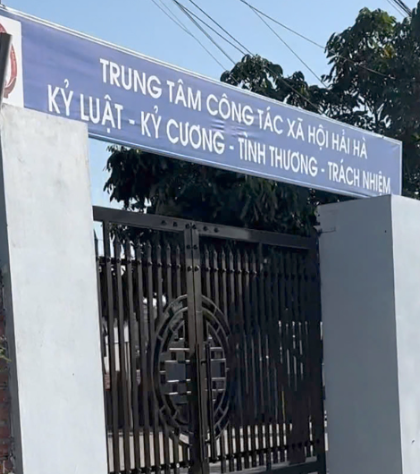 TRUNG TÂM CÔNG TÁC XÃ HỘI HẢI HÀ
KỶ LUẬT - KỶ CƯƠNG - TÌNH THƯƠNG - TRÁCH NHIỆM